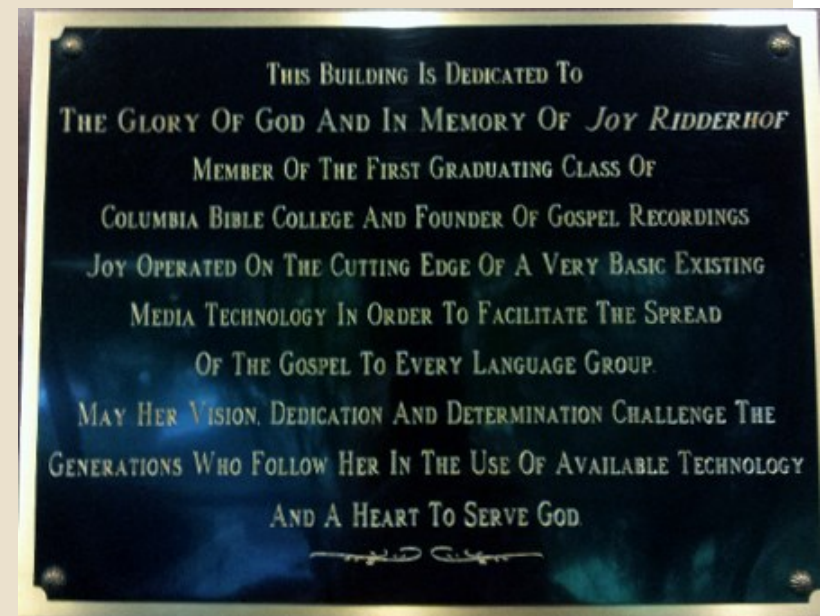 This Building Is Dedicated To
The Glory Of God And In Memory Of Joy Ridderhof
Member Of The First Graduating Class Of
Columbia Bible College And Founder Of Gospel Recordings
Joy Operated On The Cutting Edge Of A Very Basic Existing
Media Technology In Order To Facilitate The Spread
Of The Gospel To Every Language Group.
May Her Vision, Dedication And Determination Challenge The
Generations Who Follow Her In The Use Of Available Technology
And A Heart To Serve God.